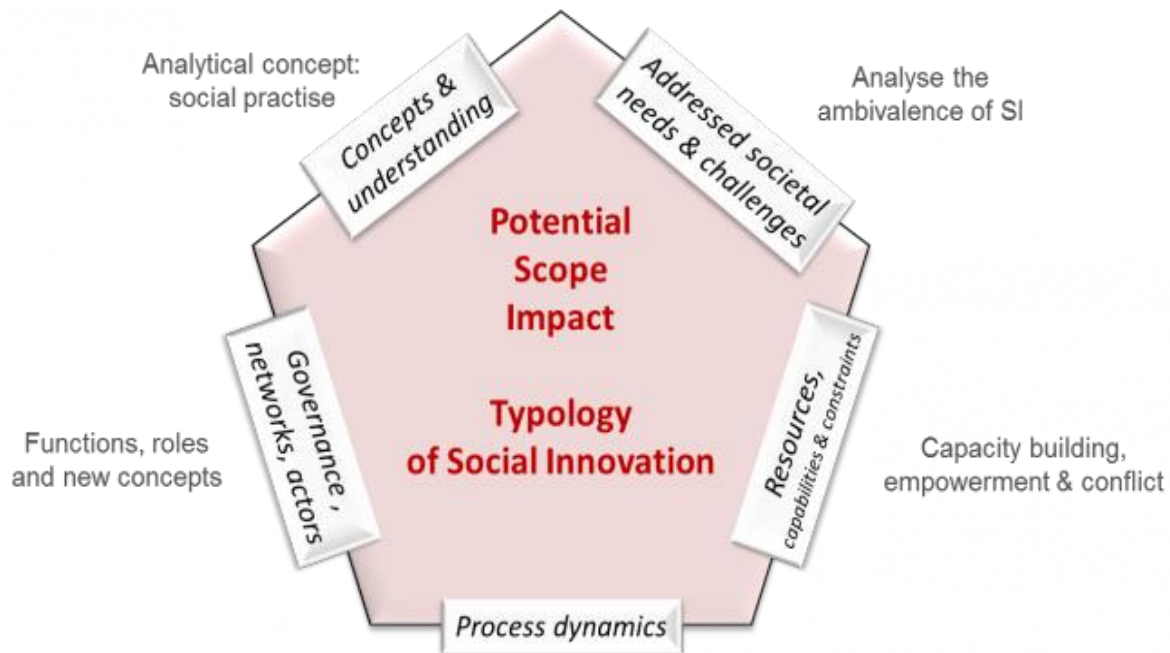 Analytical concept:
social practise
Concepts &
understanding
Addressed societal
needs & challenges
Analyse the
ambivalence of SI
Potential
Scope
Impact
Typology
of Social Innovation
Governance ,
networks, actors
Functions, roles
and new concepts
Resources,
capabilities & constraints
Capacity building,
empowerment & conflict
Process dynamics